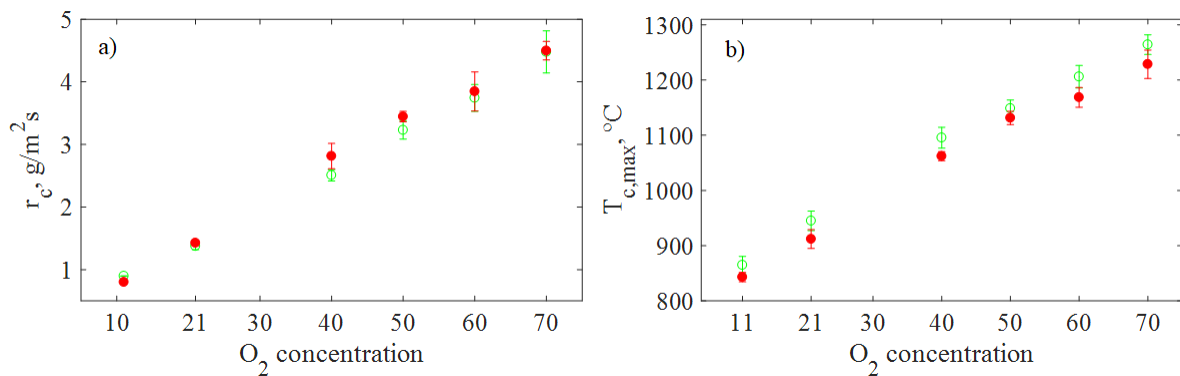 a)
5
4
3
2
1
r_c, g/m^2s
10 21 30 40 50 60 70
O_2 concentration
b)
1300
1200
1100
1000
900
800
T_c,max, °C
11 21 30 40 50 60 70
O_2 concentration